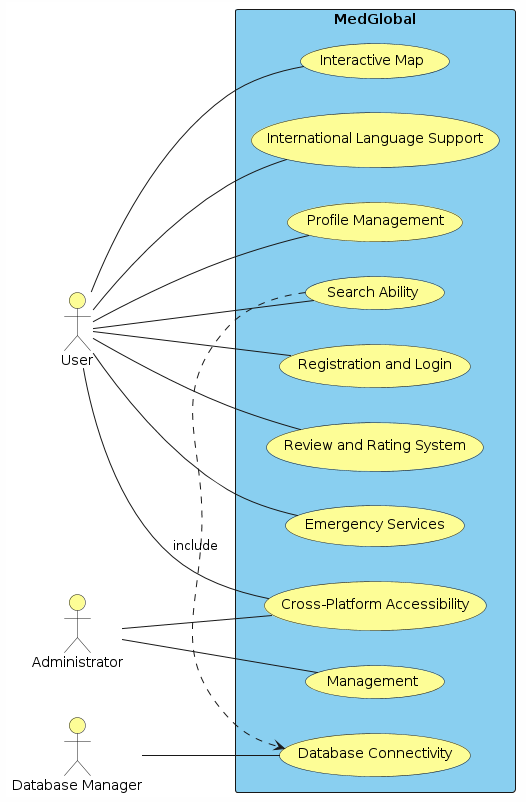 MedGlobal
Interactive Map
International Language Support
Profile Management
Search Ability
User
Registration and Login
Review and Rating System
Emergency Services
include
Cross-Platform Accessibility
Administrator
Management
Database Connectivity
Database Manager